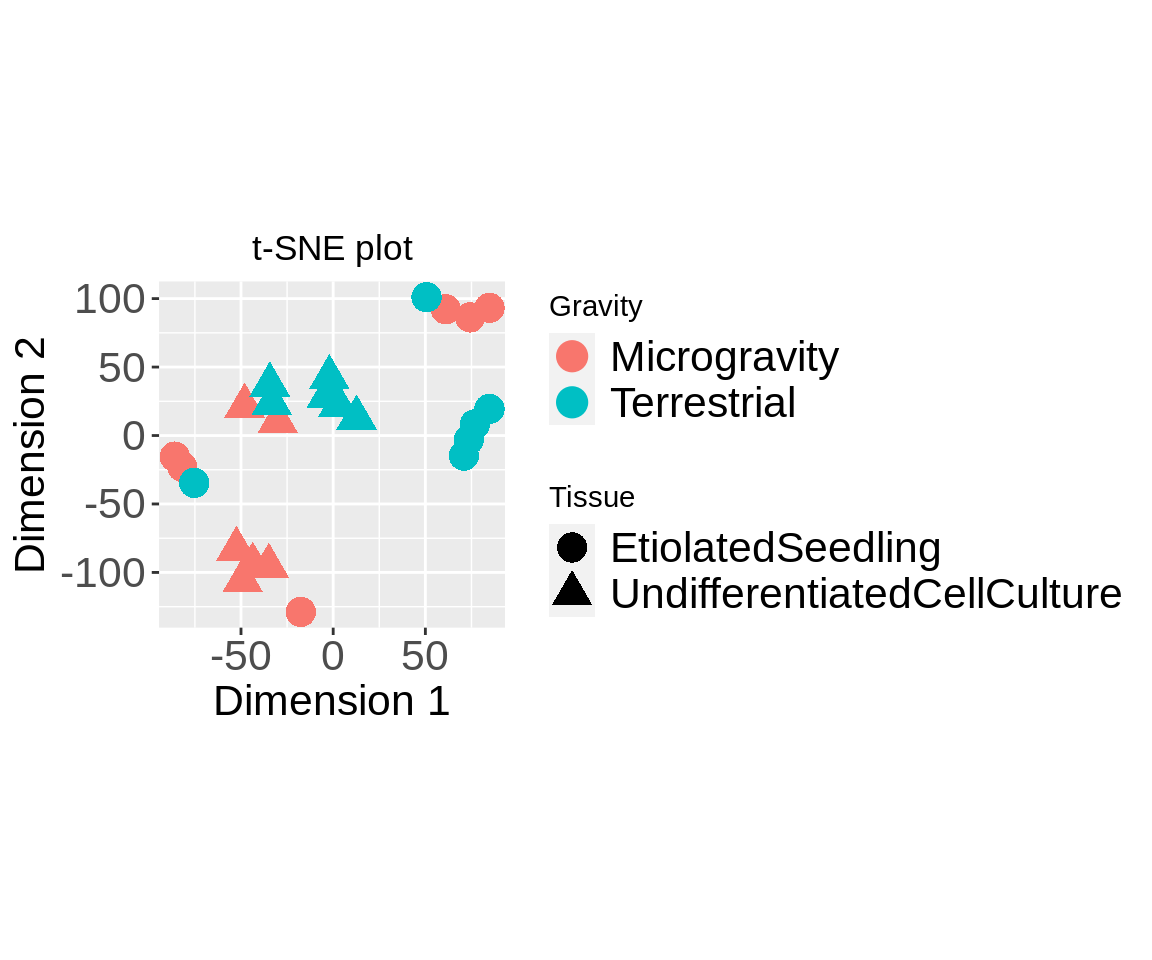 t-SNE plot
100
50
0
-50
-100
Dimension 2
-50 0 50
Dimension 1
Gravity
Microgravity
Terrestrial
Tissue
EtiolatedSeedling
UndifferentiatedCellCulture